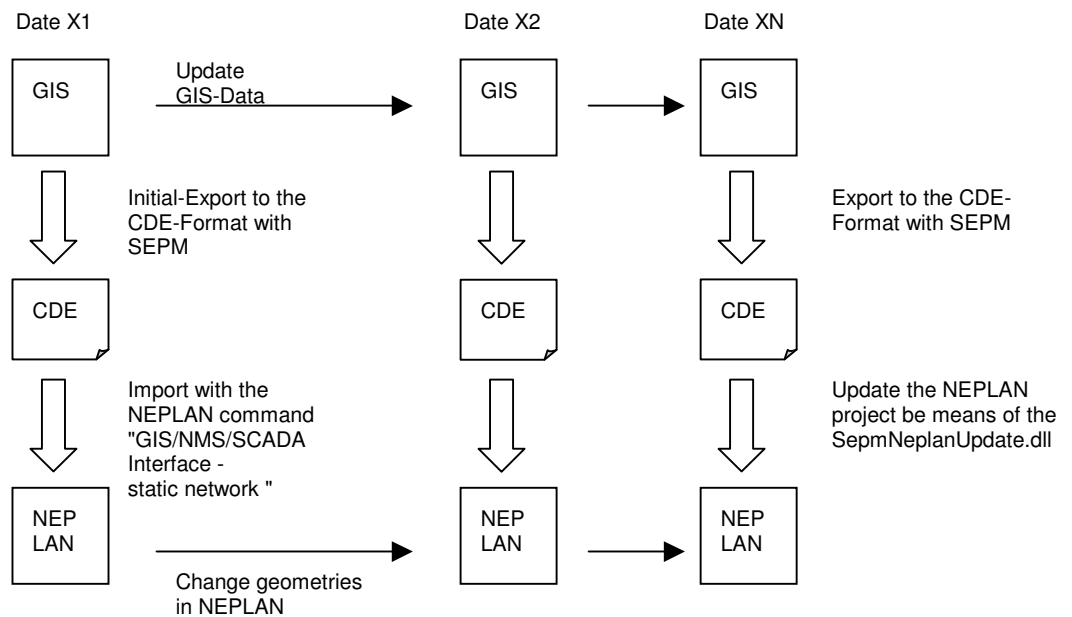 Date X1
Date X2
Date XN
GIS
Update
GIS-Data
GIS
GIS
Initial-Export to the
CDE-Format with
SEPM
Export to the CDE-
Format with SEPM
CDE
CDE
CDE
Import with the
NEPLAN command
"GIS/NMS/SCADA
Interface -
static network "
Update the NEPLAN
project be means of the
SepmNeplanUpdate.dll
NEP
LAN
NEP
LAN
NEP
LAN
Change geometries
in NEPLAN